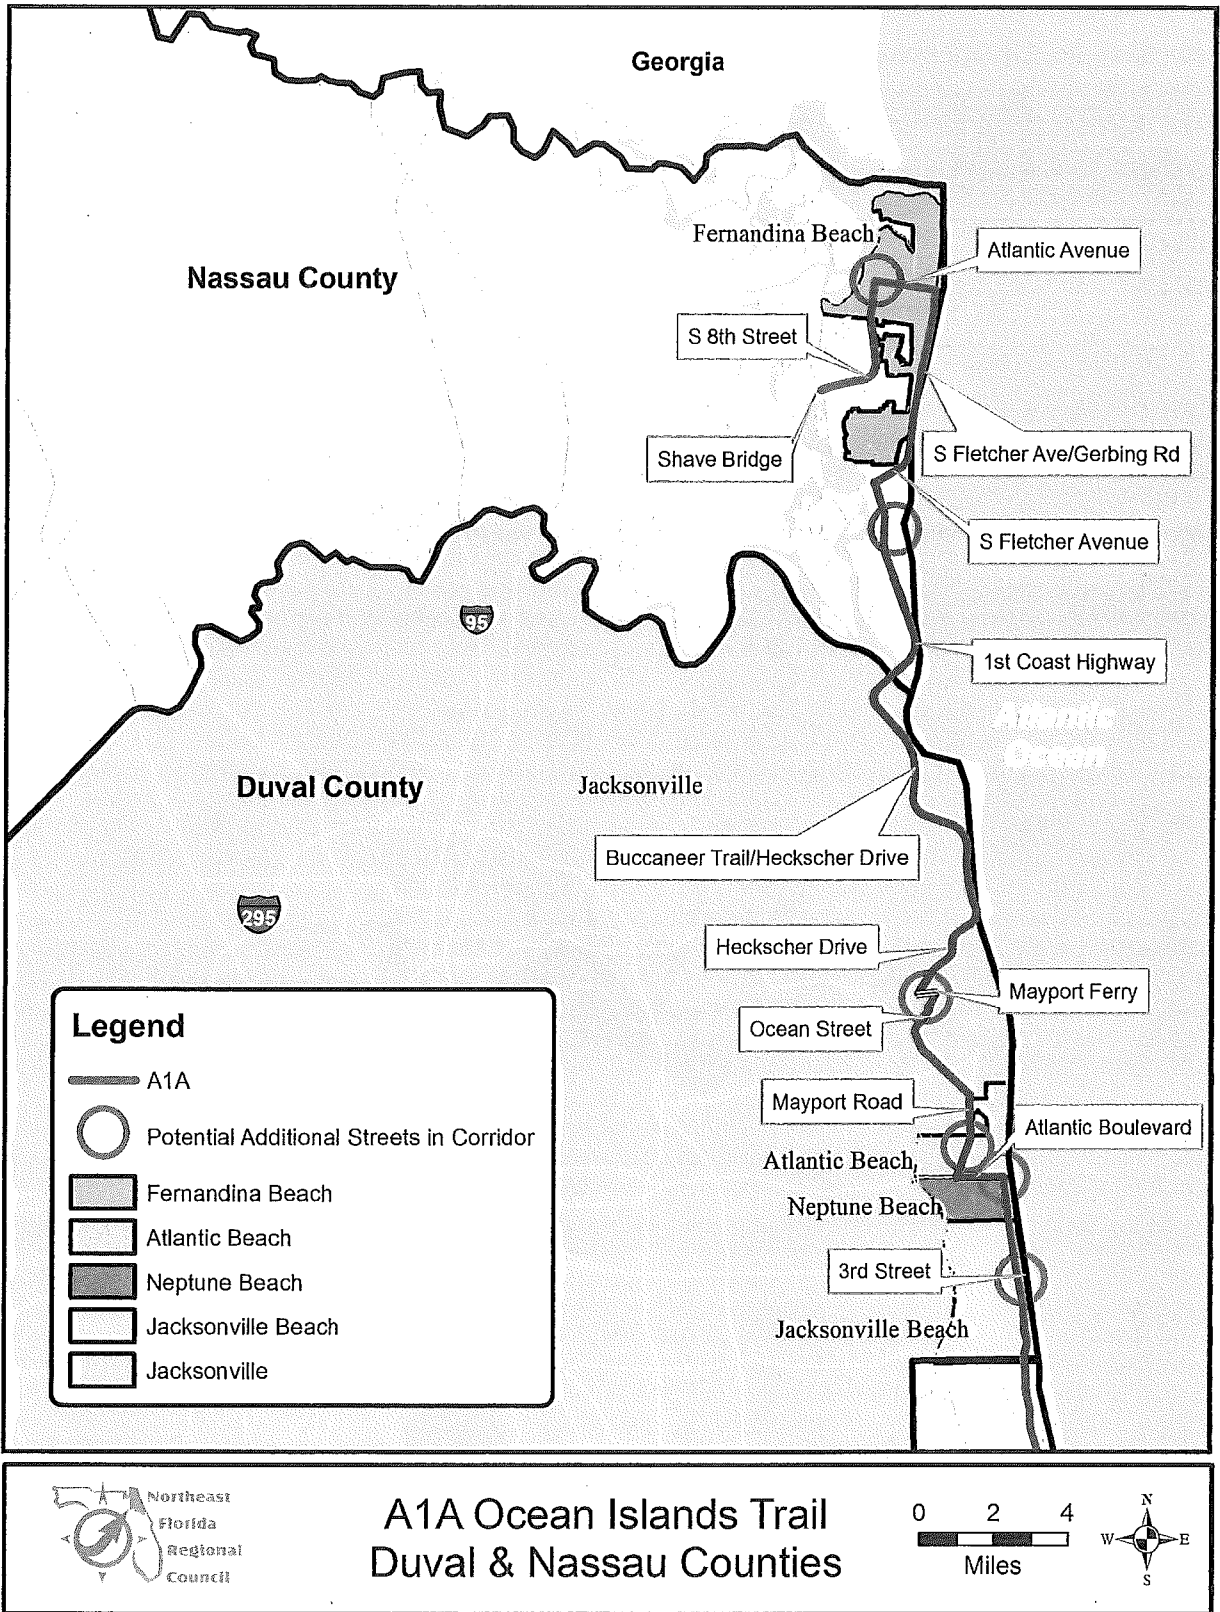 Georgia
Fernandina Beach
Atlantic Avenue
Nassau County
S 8th Street
Shave Bridge
S Fletcher Ave/Gerbing Rd
S Fletcher Avenue
95
1st Coast Highway
Atlantic
Ocean
Duval County
Jacksonville
Buccaneer Trail/Heckscher Drive
295
Heckscher Drive
Mayport Ferry
Ocean Street
Mayport Road
Atlantic Boulevard
Atlantic Beach
Neptune Beach
3rd Street
Jacksonville Beach
Legend
A1A
Potential Additional Streets in Corridor
Fernandina Beach
Atlantic Beach
Neptune Beach
Jacksonville Beach
Jacksonville
Northeast
Florida
Regional
Council
A1A Ocean Islands Trail
Duval & Nassau Counties
0 2 4
Miles
N
W E
S